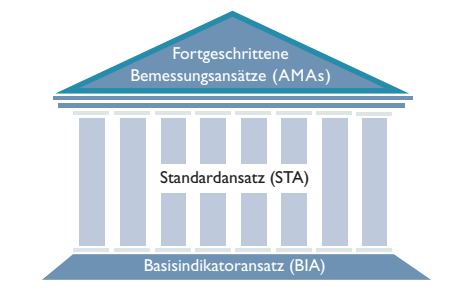 Fortgeschrittene
Bemessungsansätze (AMAs)
Standardansatz (STA)
Basisindikatoransatz (BIA)